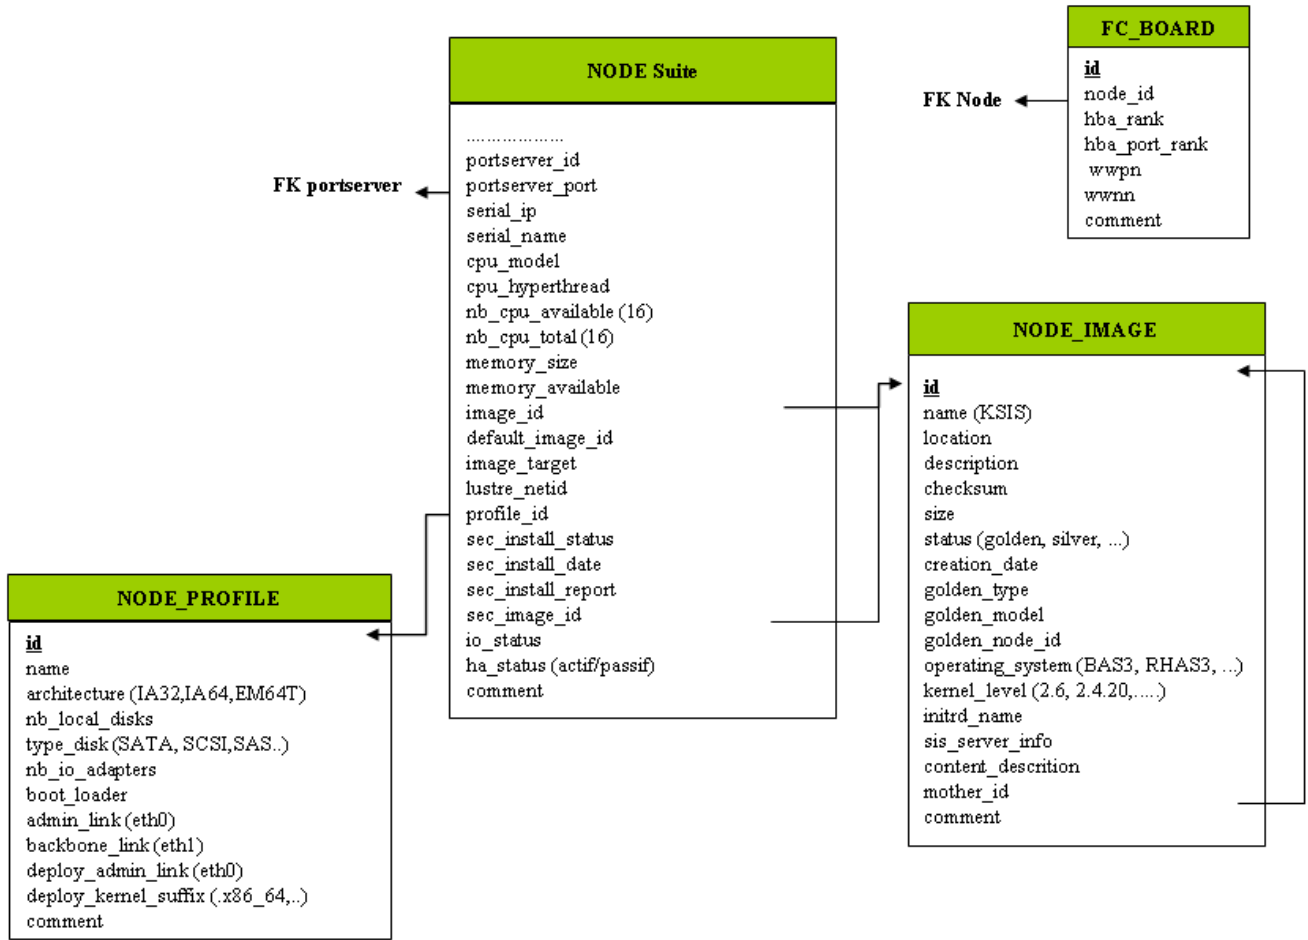 FC_BOARD
id
node_id
hba_rank
hba_port_rank
wwpn
wwnn
comment
FK Node
NODE Suite
...................
portserver_id
portserver_port
serial_ip
serial_name
cpu_model
cpu_hyperthread
nb_cpu_available (16)
nb_cpu_total (16)
memory_size
memory_available
image_id
default_image_id
image_target
lustre_netid
profile_id
sec_install_status
sec_install_date
sec_install_report
sec_image_id
io_status
ha_status (actif/passif)
comment
FK portserver
NODE_IMAGE
id
name (KSIS)
location
description
checksum
size
status (golden, silver, ...)
creation_date
golden_type
golden_model
golden_node_id
operating_system (BAS3, RHAS3, ...)
kernel_level (2.6, 2.4.20,.....)
initrd_name
sis_server_info
content_descrition
mother_id
comment
NODE_PROFILE
id
name
architecture (IA32,IA64,EM64T)
nb_local_disks
type_disk (SATA, SCSI,SAS..)
nb_io_adapters
boot_loader
admin_link (eth0)
backbone_link (eth1)
deploy_admin_link (eth0)
deploy_kernel_suffix (.x86_64,..)
comment